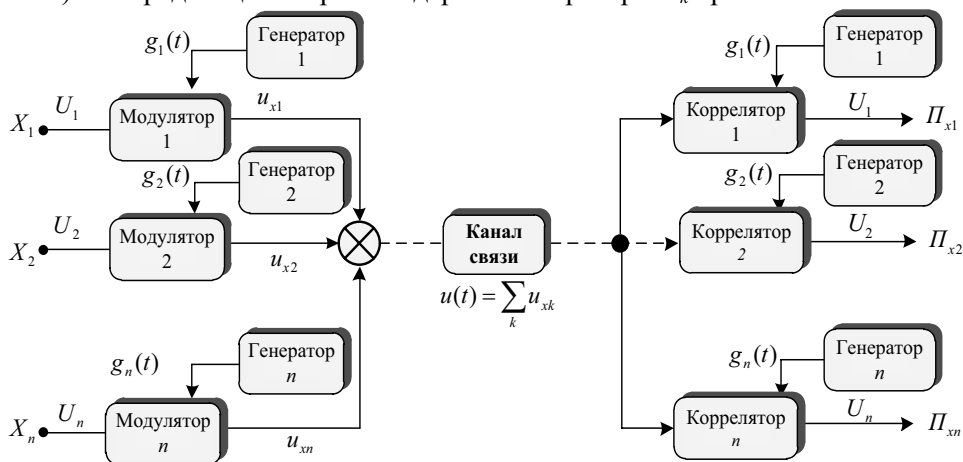 g₁(t)
Генератор
1
X₁
U₁
Модулятор
1
uₓ₁
g₂(t)
Генератор
2
X₂
U₂
Модулятор
2
uₓ₂
gₙ(t)
Генератор
n
Xₙ
Uₙ
Модулятор
n
uₓₙ
Канал
связи
u(t) = ∑ₖ uₓₖ
g₁(t)
Генератор
1
Коррелятор
1
U₁
Пₓ₁
g₂(t)
Генератор
2
Коррелятор
2
U₂
Пₓ₂
gₙ(t)
Генератор
n
Коррелятор
n
Uₙ
Пₓₙ